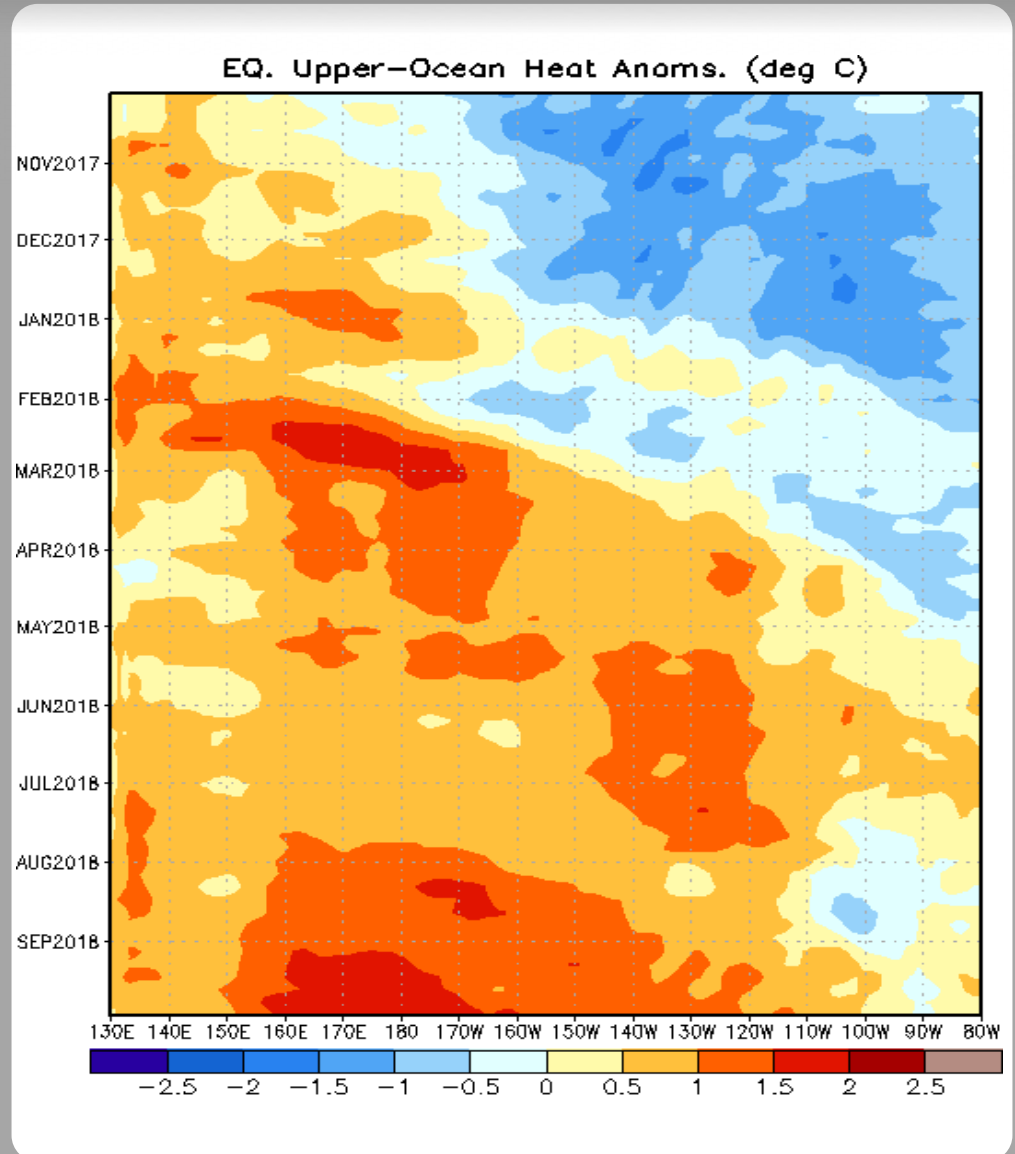 EQ. Upper-Ocean Heat Anoms. (deg C)
NOV2017
DEC2017
JAN2018
FEB2018
MAR2018
APR2018
MAY2018
JUN2018
JUL2018
AUG2018
SEP2018
130E 140E 150E 160E 170E 180 170W 160W 150W 140W 130W 120W 110W 100W 90W 80W
-2.5 -2 -1.5 -1 -0.5 0 0.5 1 1.5 2 2.5